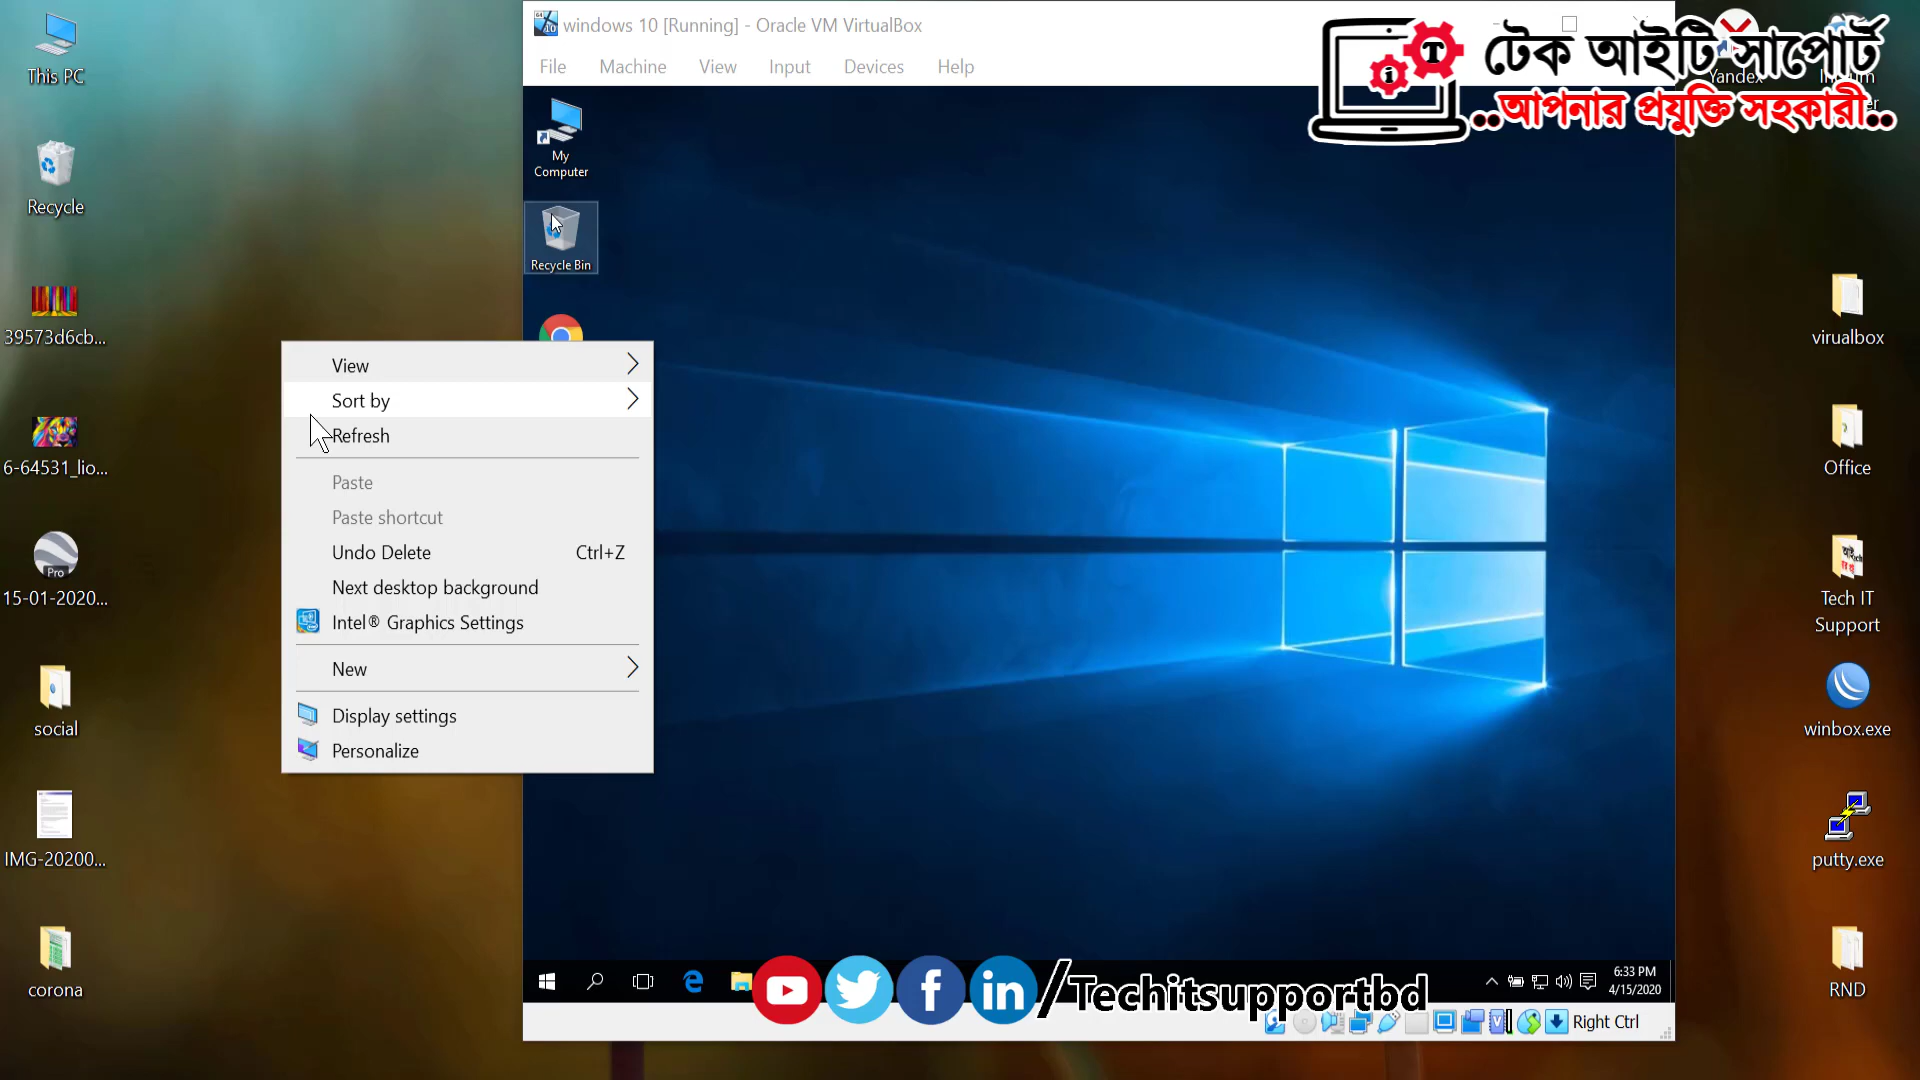 This PC
Recycle
39573d6cb...
6-64531_lio...
Pro
15-01-2020...
social
IMG-20200...
corona
windows 10 [Running] - Oracle VM VirtualBox
File Machine View Input Devices Help
My
Computer
Recycle Bin
View
Sort by
Refresh
Paste
Paste shortcut
Undo Delete Ctrl+Z
Next desktop background
Intel® Graphics Settings
New
Display settings
Personalize
টেক আইটি সাপোর্ট
..আপনার প্রযুক্তি সহকারী..
Yandex
virualbox
Office
Tech IT
Support
winbox.exe
putty.exe
RND
/Techitsupportbd
6:33 PM
4/15/2020
Right Ctrl